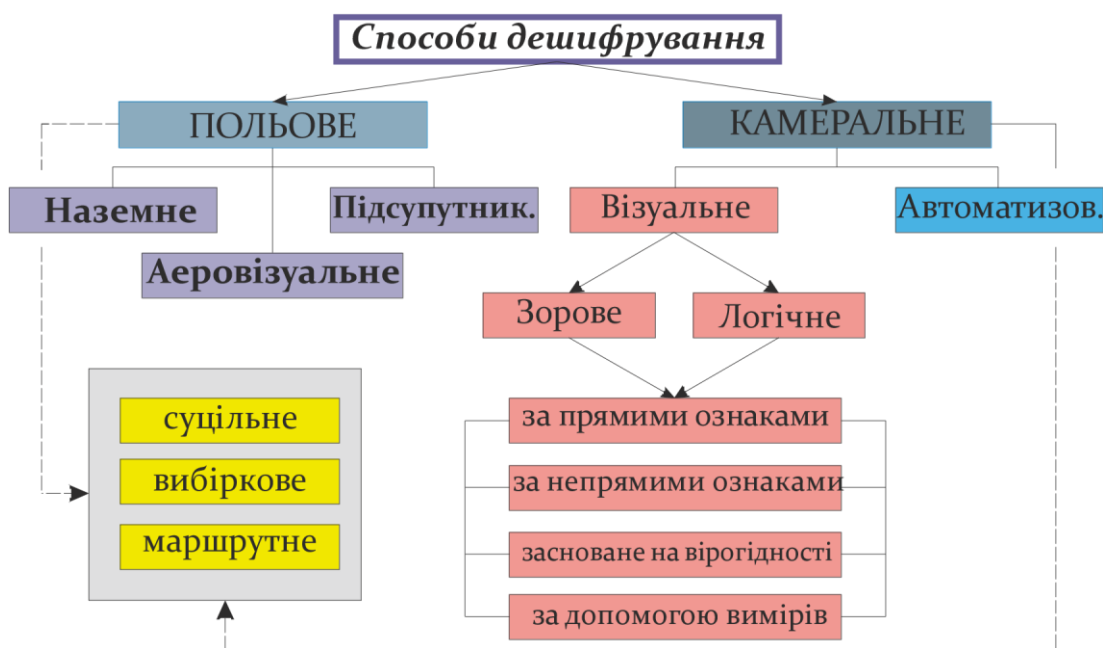 Способи дешифрування
ПОЛЬОВЕ
КАМЕРАЛЬНЕ
Наземне
Підсупутник.
Візуальне
Автоматизов.
Аеровізуальне
Зорове
Логічне
суцільне
вибіркове
маршрутне
за прямими ознаками
за непрямими ознаками
засноване на вірогідності
за допомогою вимірів